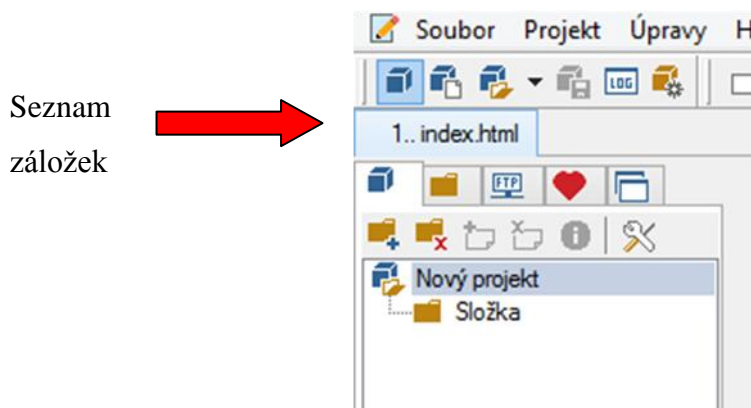 Soubor Projekt Úpravy H
LOG
Seznam
záložek
1.. index.html
FTP
Nový projekt
Složka